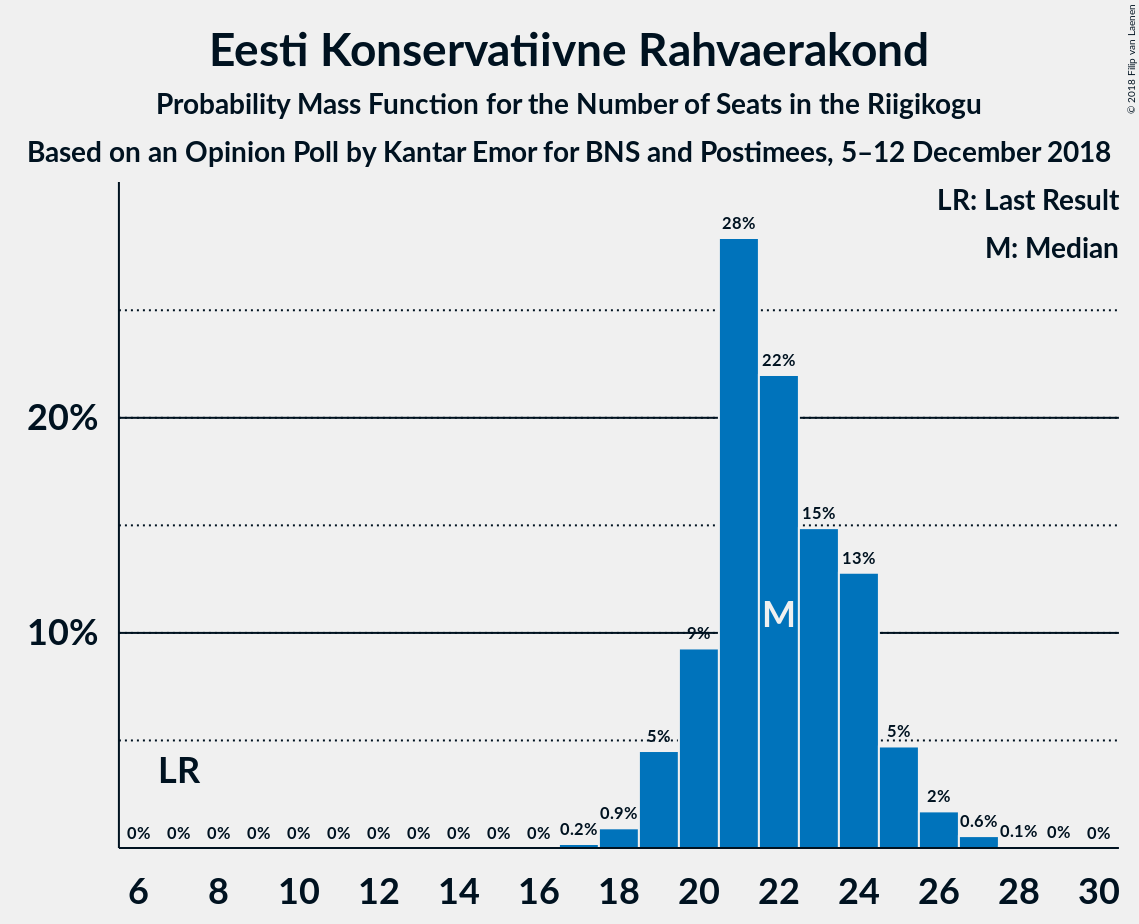 Eesti Konservatiivne Rahvaerakond
Probability Mass Function for the Number of Seats in the Riigikogu
Based on an Opinion Poll by Kantar Emor for BNS and Postimees, 5–12 December 2018
© 2018 Filip van Laenen
LR: Last Result
M: Median
28%
22%
20%
15%
13%
M
10%
9%
5%
5%
LR
2%
0% 0% 0% 0% 0% 0% 0% 0% 0% 0% 0% 0.2% 0.9% 0.6% 0.1% 0% 0%
6 8 10 12 14 16 18 20 22 24 26 28 30